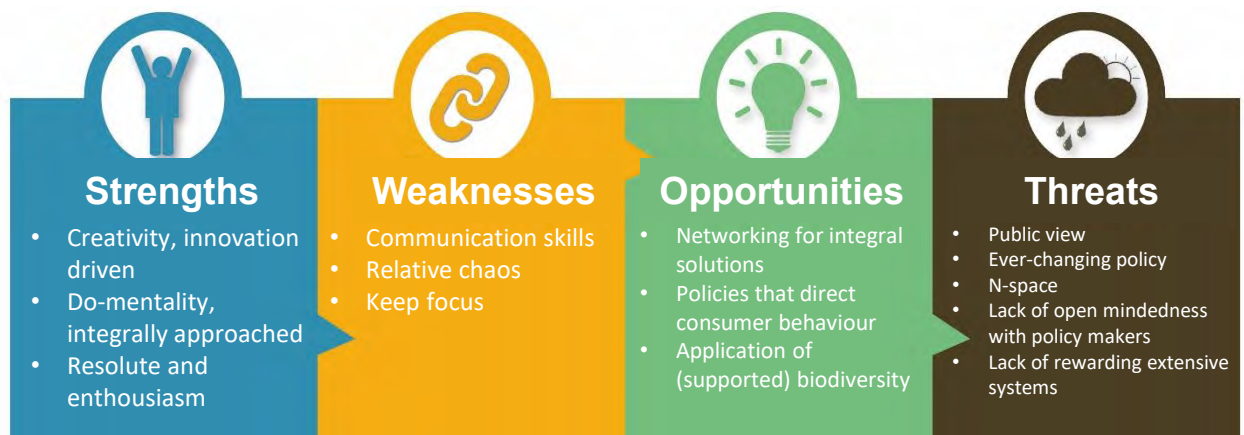 Strengths
• Creativity, innovation
driven
• Do-mentality,
integrally approached
• Resolute and
enthousiasm
Weaknesses
• Communication skills
• Relative chaos
• Keep focus
Opportunities
• Networking for integral
solutions
• Policies that direct
consumer behaviour
• Application of
(supported) biodiversity
Threats
• Public view
• Ever-changing policy
• N-space
• Lack of open mindedness
with policy makers
• Lack of rewarding extensive
systems